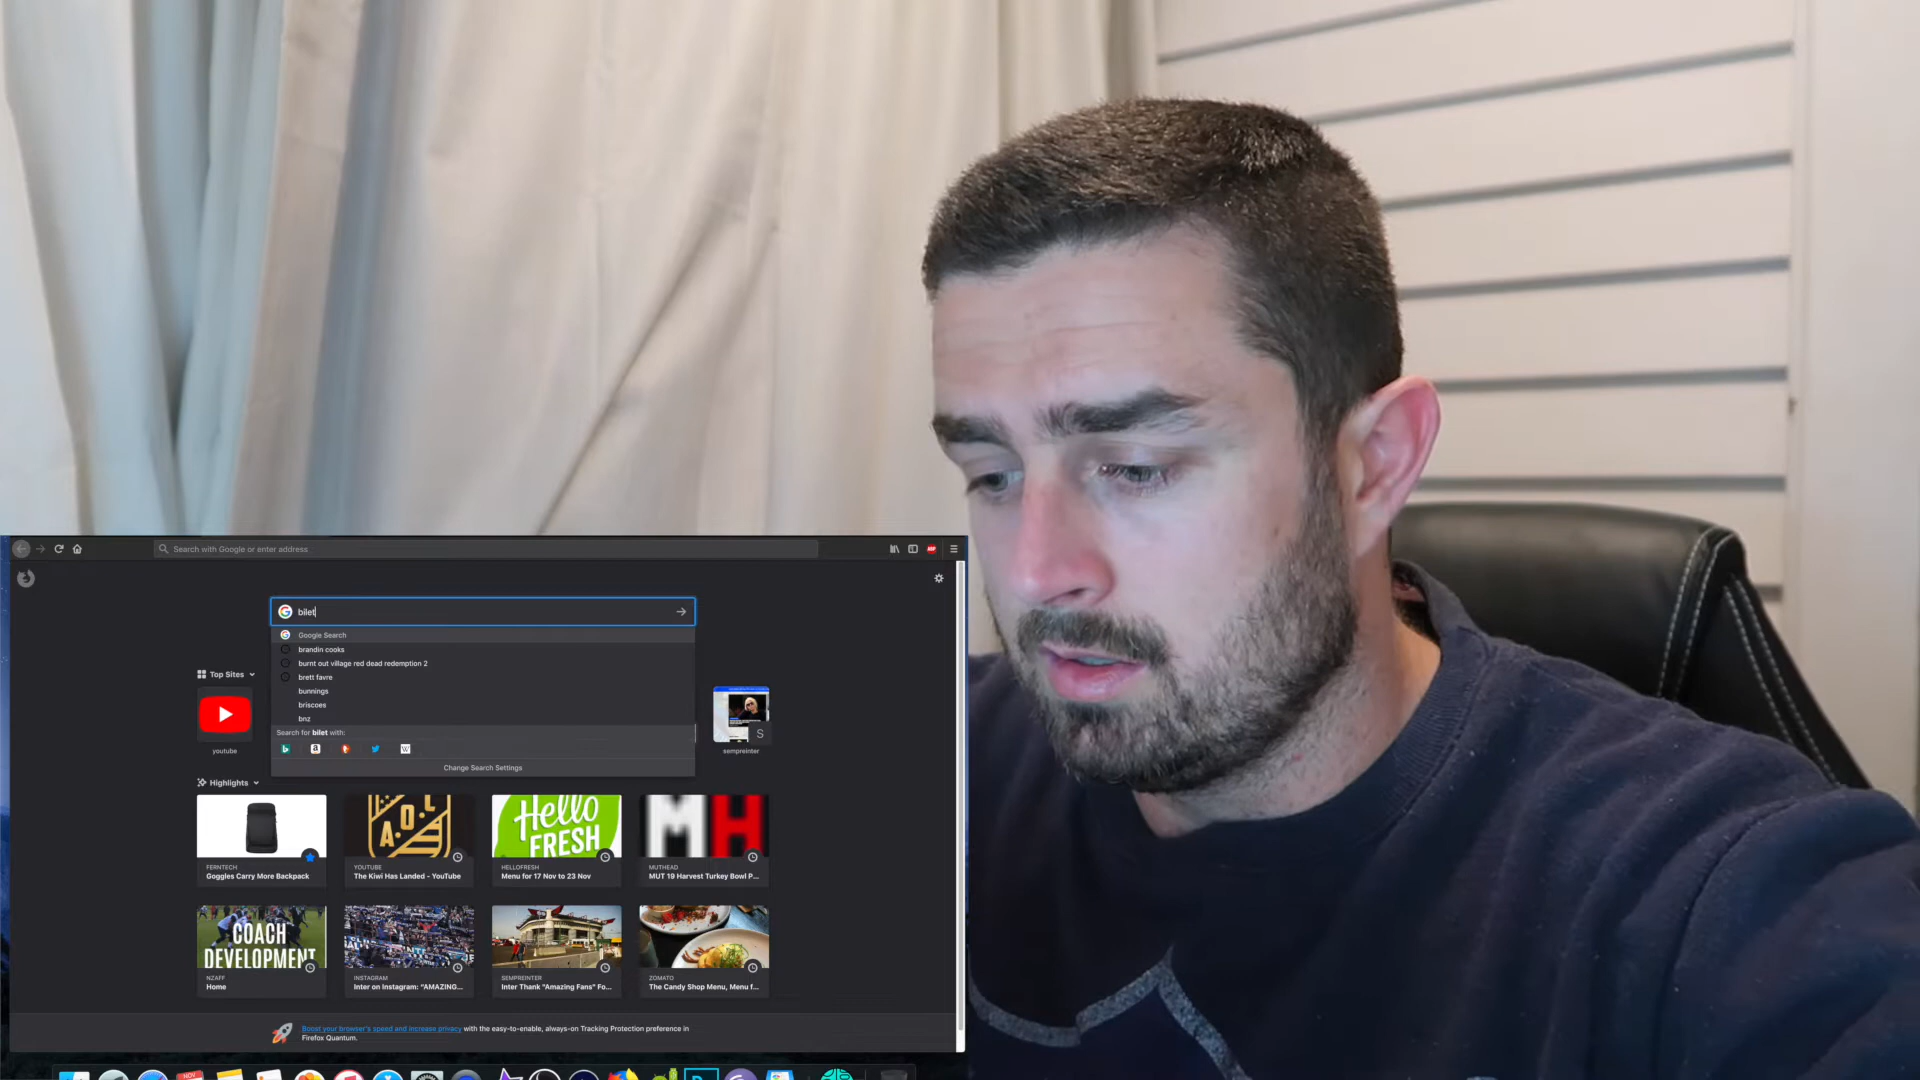 Search with Google or enter address
bilet
Google Search
brandin cooks
burnt out village red dead redemption 2
brett favre
bunnings
briscoes
bnz
Search for bilet with:
Change Search Settings
Top Sites
youtube
S
sempreinter
Highlights
A.O.L
Hello
FRESH
MH
FERNTECH
Goggles Carry More Backpack
YOUTUBE
The Kiwi Has Landed - YouTube
HELLOFRESH
Menu for 17 Nov to 23 Nov
MUTHEAD
MUT 19 Harvest Turkey Bowl P...
COACH
DEVELOPMENT
NZAFF
Home
INSTAGRAM
Inter on Instagram: "AMAZING...
SEMPREINTER
Inter Thank "Amazing Fans" Fo...
ZOMATO
The Candy Shop Menu, Menu f...
Boost your browser's speed and increase privacy with the easy-to-enable, always-on Tracking Protection preference in
Firefox Quantum.
NOV